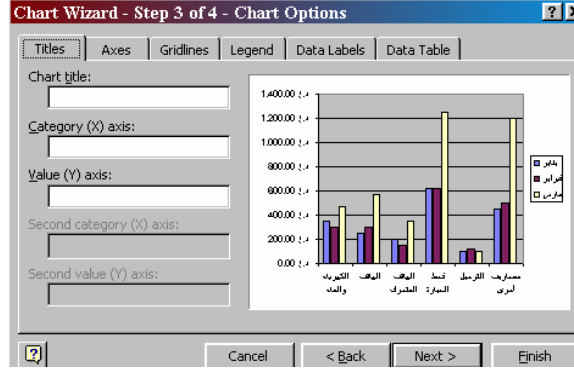 Chart Wizard - Step 3 of 4 - Chart Options
Titles Axes Gridlines Legend Data Labels Data Table
Chart title:
Category (X) axis:
Value (Y) axis:
Second category (X) axis:
Second value (Y) axis:
1,400.00 د.إ
1,200.00 د.إ
1,000.00 د.إ
800.00 د.إ
600.00 د.إ
400.00 د.إ
200.00 د.إ
0.00 د.إ
الكهرباء والماء
الهاتف
الهاتف المتحرك
قسط السيارة
مصاريف أخرى
يناير
فبراير
مارس
Cancel < Back Next > Finish